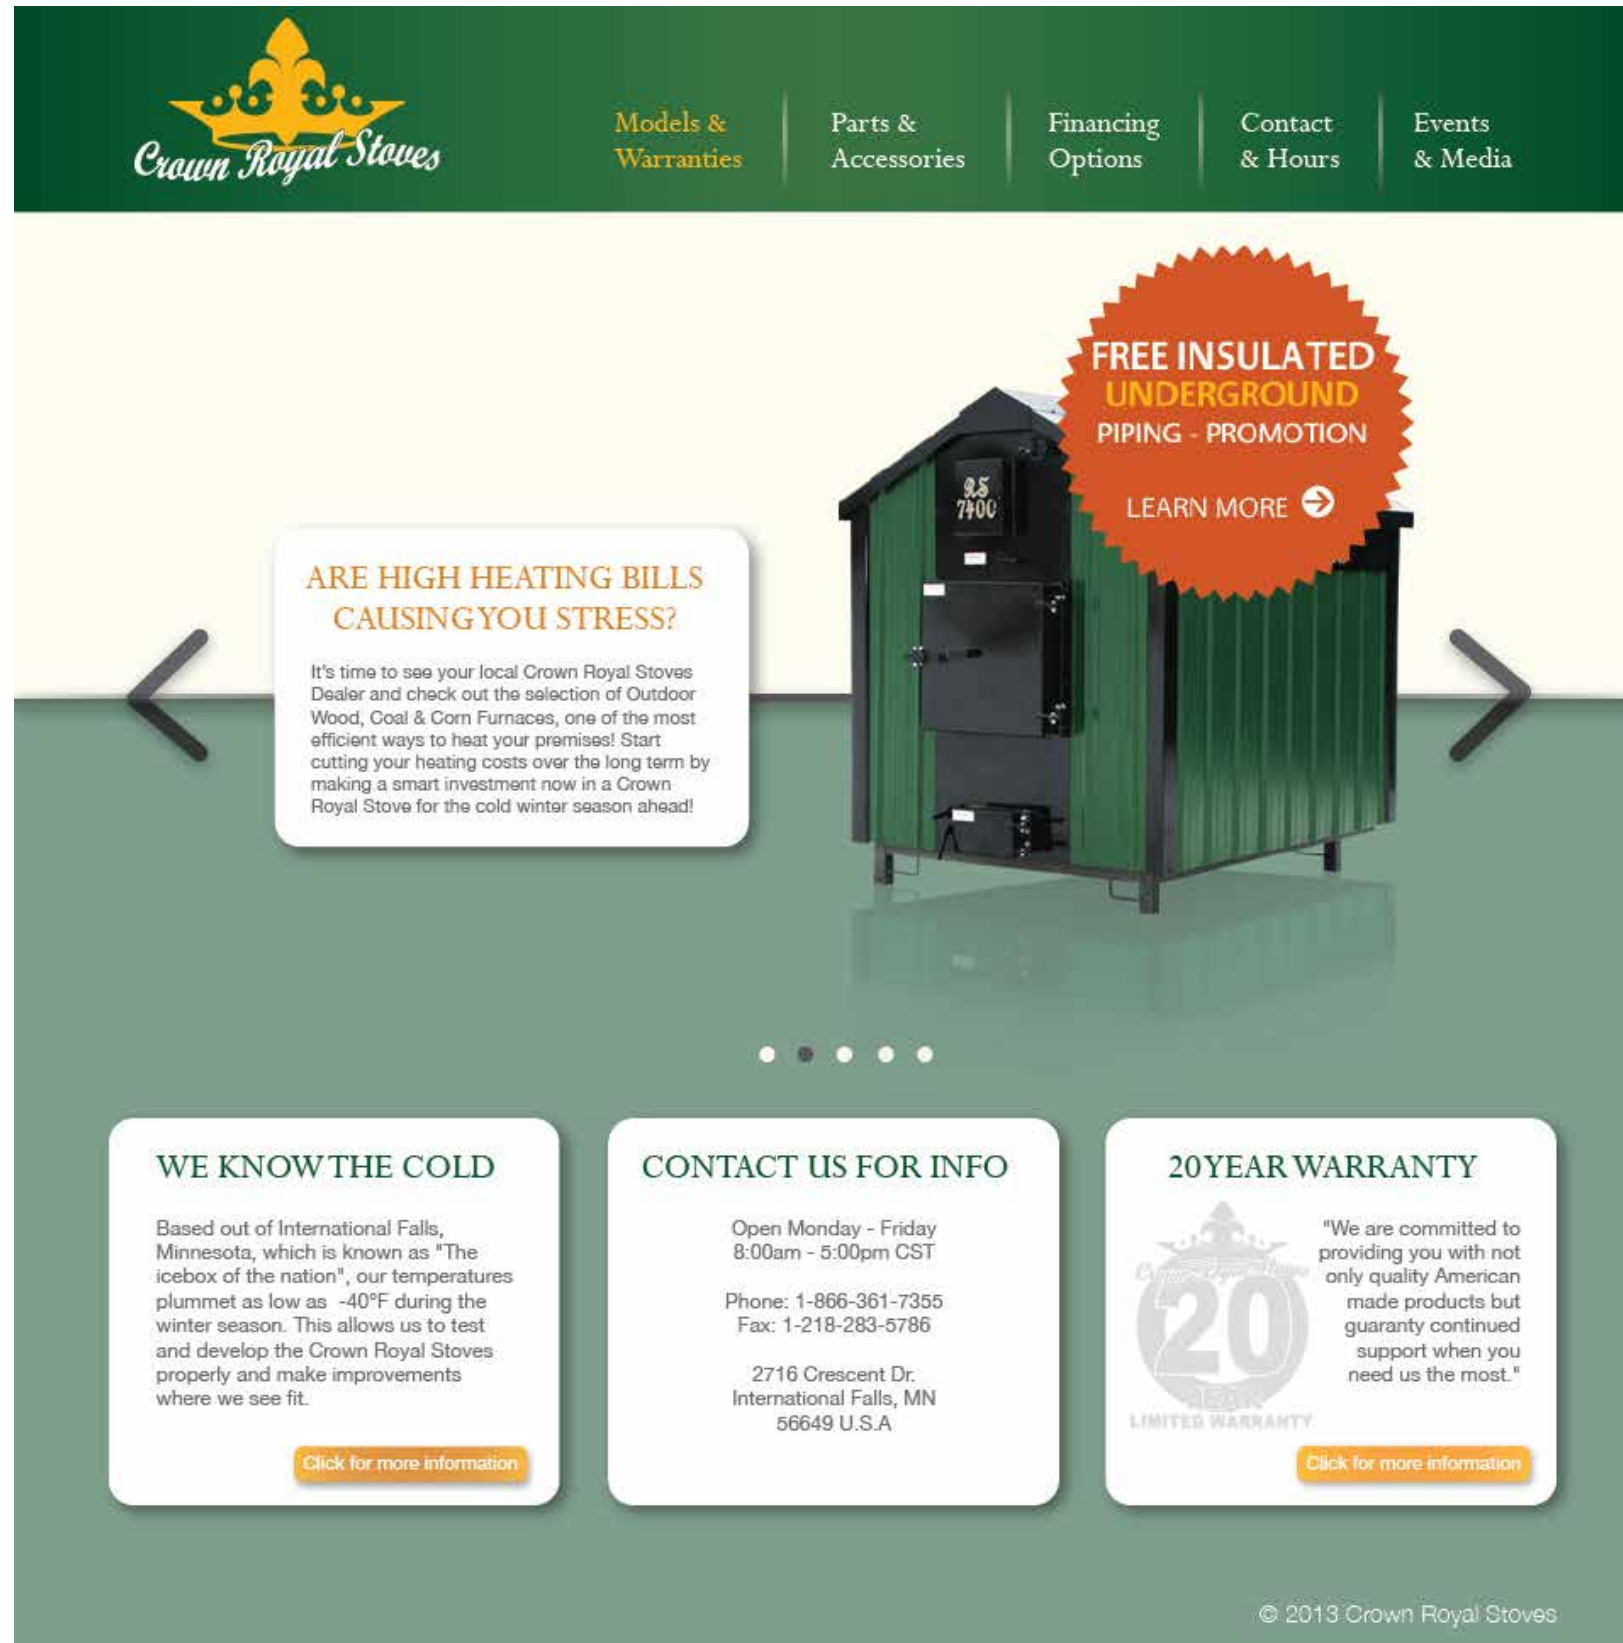 Crown Royal Stoves
Models &
Warranties
Parts &
Accessories
Financing
Options
Contact
& Hours
Events
& Media
FREE INSULATED
UNDERGROUND
PIPING - PROMOTION
LEARN MORE
RS
7400
ARE HIGH HEATING BILLS
CAUSING YOU STRESS?
It's time to see your local Crown Royal Stoves
Dealer and check out the selection of Outdoor
Wood, Coal & Corn Furnaces, one of the most
efficient ways to heat your premises! Start
cutting your heating costs over the long term by
making a smart investment now in a Crown
Royal Stove for the cold winter season ahead!
WE KNOW THE COLD
Based out of International Falls,
Minnesota, which is known as "The
icebox of the nation", our temperatures
plummet as low as -40°F during the
winter season. This allows us to test
and develop the Crown Royal Stoves
properly and make improvements
where we see fit.
Click for more information
CONTACT US FOR INFO
Open Monday - Friday
8:00am - 5:00pm CST
Phone: 1-866-361-7355
Fax: 1-218-283-5786
2716 Crescent Dr.
International Falls, MN
56649 U.S.A
20 YEAR WARRANTY
20
YEAR
LIMITED WARRANTY
"We are committed to
providing you with not
only quality American
made products but
guaranty continued
support when you
need us the most."
Click for more information
© 2013 Crown Royal Stoves